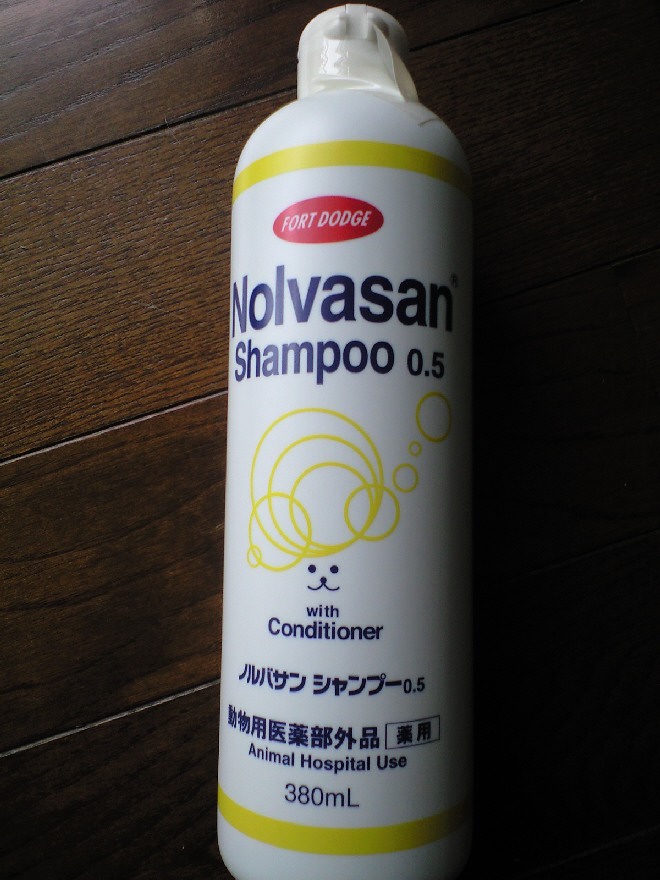 FORT DODGE
Nolvasan®
Shampoo 0.5
with
Conditioner
ノルバサン シャンプー0.5
動物用医薬部外品 薬用
Animal Hospital Use
380mL